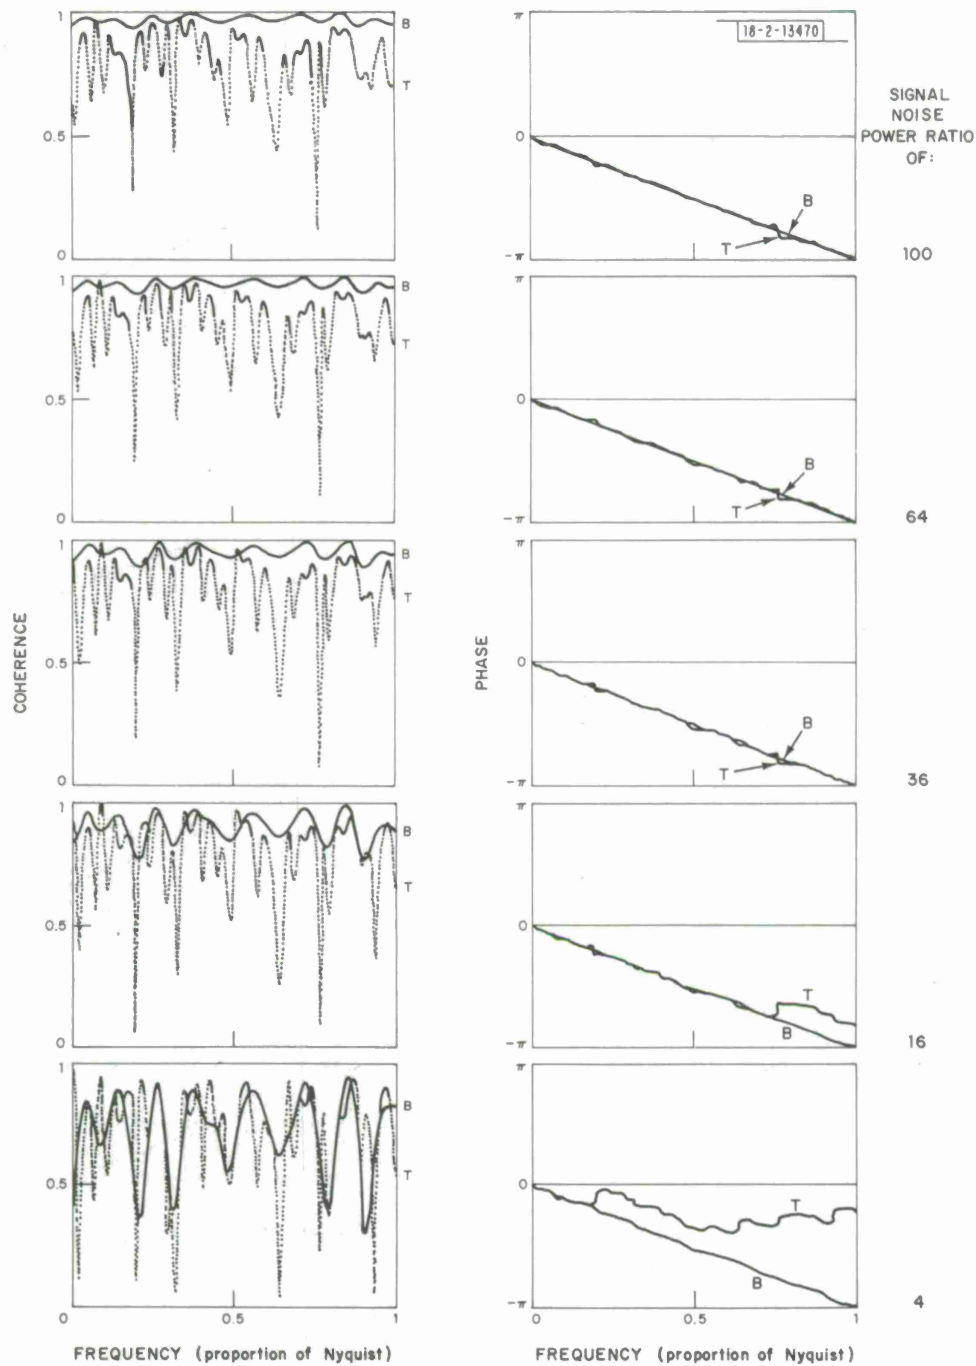 1
0.5
0
B
T
π
0
-π
18-2-13470
B
T
SIGNAL
NOISE
POWER RATIO
OF:
100
1
0.5
0
B
T
π
0
-π
B
T
64
1
0.5
0
B
T
π
0
-π
B
T
36
COHERENCE
PHASE
1
0.5
0
B
T
π
0
-π
T
B
16
1
0.5
0
0.5
1
B
T
π
0
-π
0
0.5
1
T
B
4
FREQUENCY (proportion of Nyquist)
FREQUENCY (proportion of Nyquist)